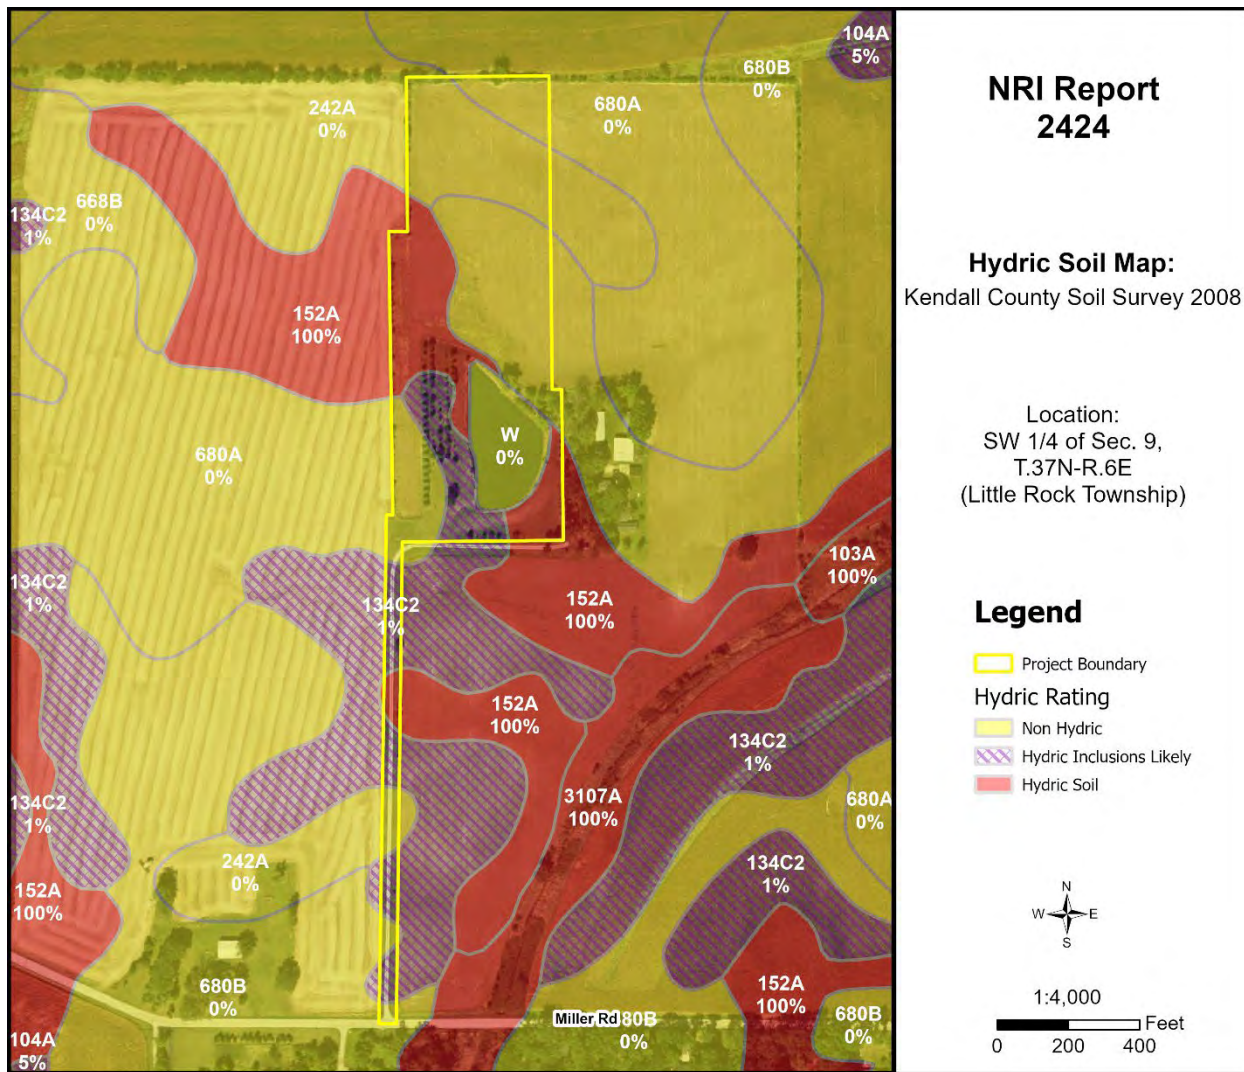 104A
5%
680B
0%
242A
0%
680A
0%
668B
0%
134C2
1%
152A
100%
W
0%
680A
0%
103A
100%
134C2
1%
134C2
1%
152A
100%
152A
100%
134C2
1%
3107A
100%
680A
0%
134C2
1%
242A
0%
134C2
1%
152A
100%
680B
0%
152A
100%
Miller Rd
680B
0%
680B
0%
104A
5%
NRI Report
2424
Hydric Soil Map:
Kendall County Soil Survey 2008
Location:
SW 1/4 of Sec. 9,
T.37N-R.6E
(Little Rock Township)
Legend
Project Boundary
Hydric Rating
Non Hydric
Hydric Inclusions Likely
Hydric Soil
N
W E
S
1:4,000
Feet
0 200 400